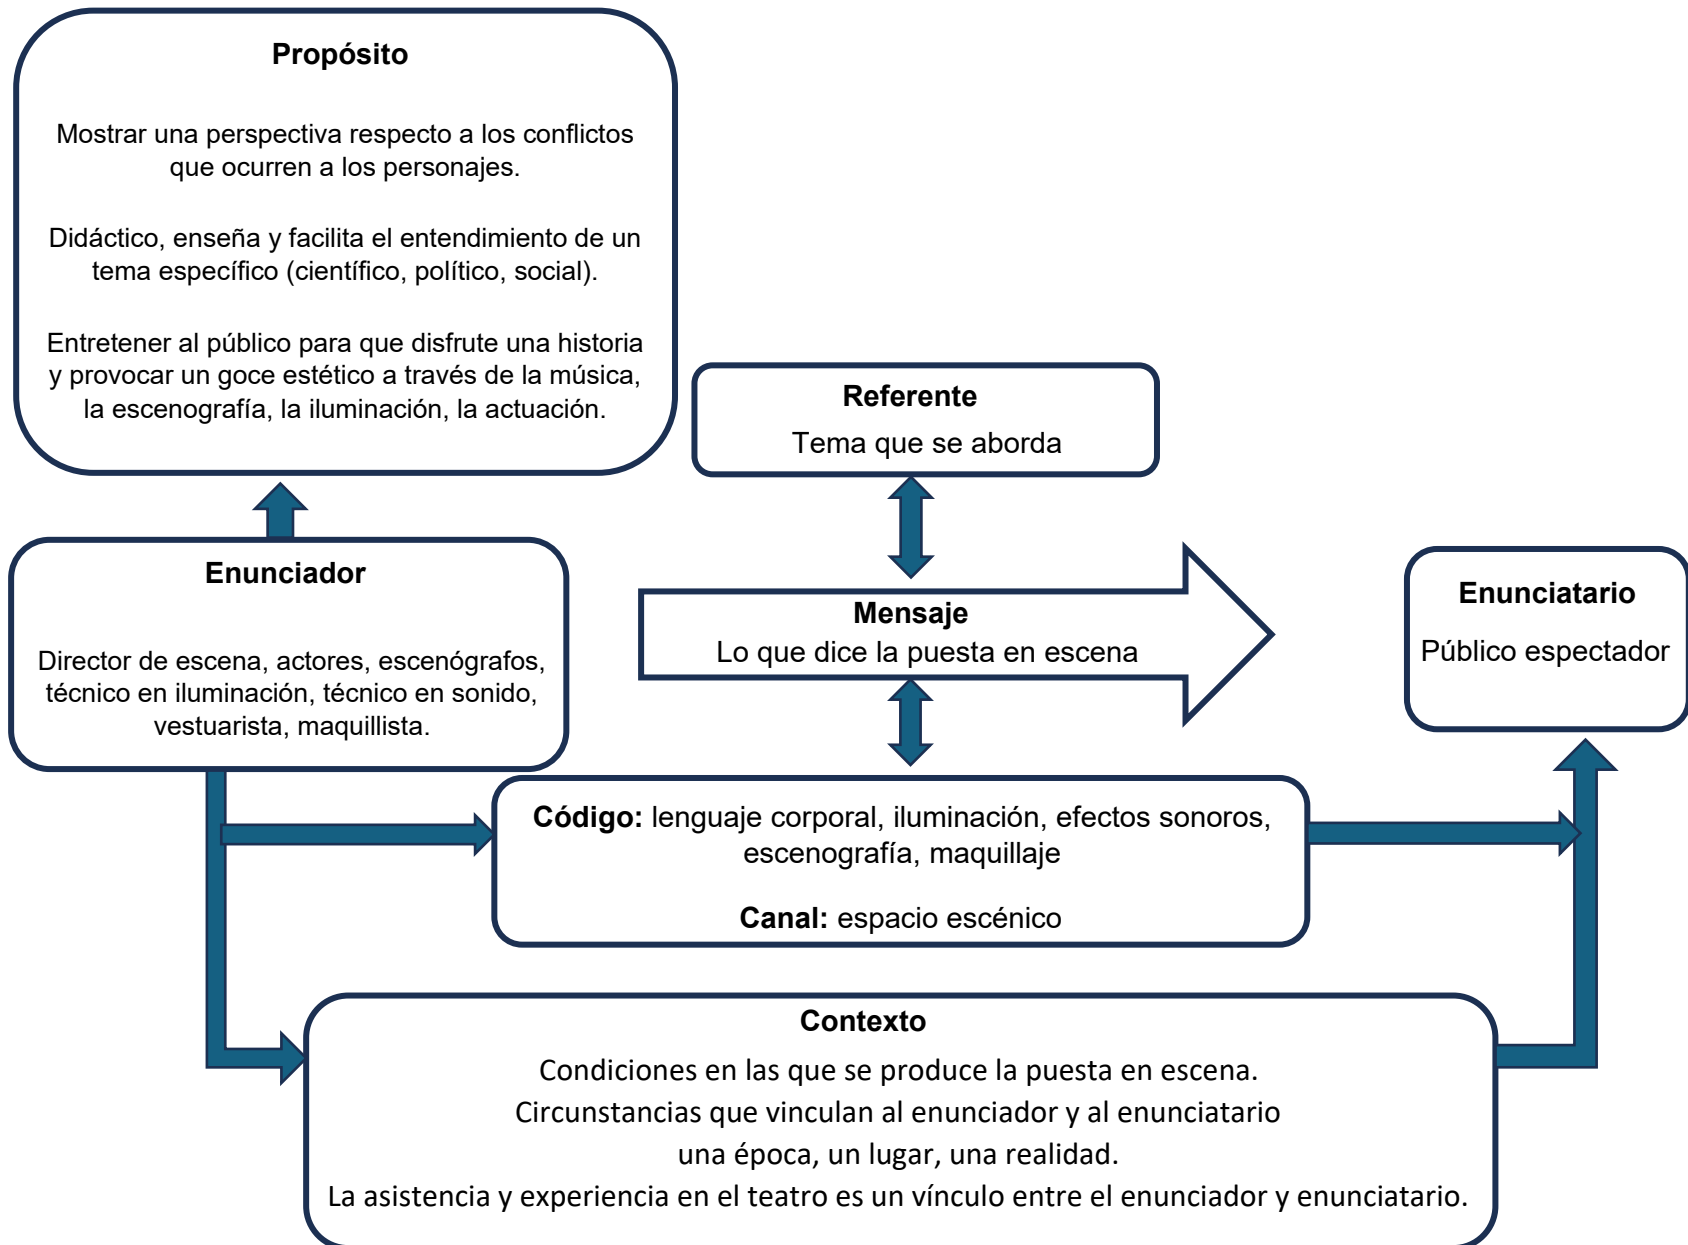 Propósito
Mostrar una perspectiva respecto a los conflictos
que ocurren a los personajes.
Didáctico, enseña y facilita el entendimiento de un
tema específico (científico, político, social).
Entretener al público para que disfrute una historia
y provocar un goce estético a través de la música,
la escenografía, la iluminación, la actuación.
Referente
Tema que se aborda
Enunciador
Director de escena, actores, escenógrafos,
técnico en iluminación, técnico en sonido,
vestuarista, maquillista.
Mensaje
Lo que dice la puesta en escena
Enunciatario
Público espectador
Código: lenguaje corporal, iluminación, efectos sonoros,
escenografía, maquillaje
Canal: espacio escénico
Contexto
Condiciones en las que se produce la puesta en escena.
Circunstancias que vinculan al enunciador y al enunciatario
una época, un lugar, una realidad.
La asistencia y experiencia en el teatro es un vínculo entre el enunciador y enunciatario.